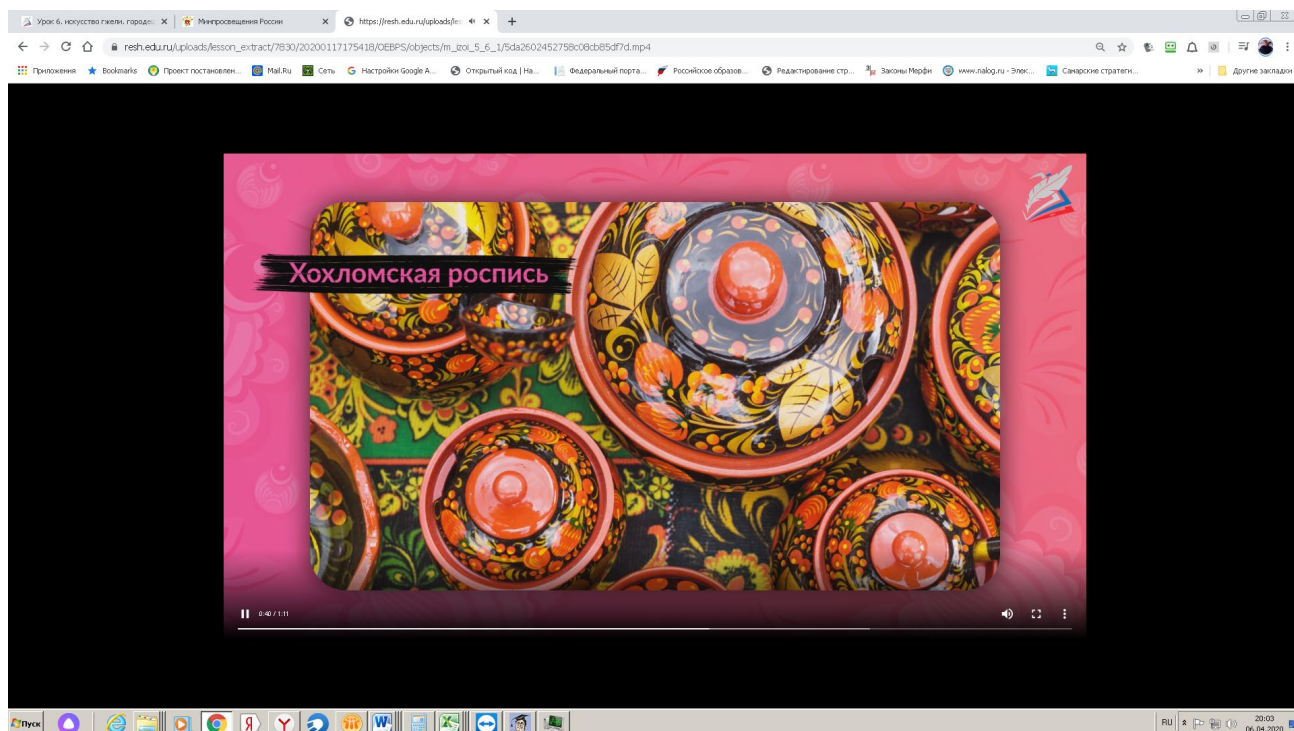 Урок 6. искусство гжели. городец
Минпросвещения России
https://resh.edu.ru/uploads/les
resh.edu.ru/uploads/lesson_extract/7830/20200117175418/OEBPS/objects/m_izoi_5_6_1/5da2602452758c08cb85df7d.mp4
Приложения
Bookmarks
Проект постановлен...
Mail.Ru
Сеть
Настройки Google A...
Открытый код | На...
Федеральный порта...
Российское образов...
Редактирование стр...
Законы Мерфи
www.nalog.ru - Элек...
Самарские стратеги...
»
Другие закладки
Хохломская роспись
0:40 / 1:11
Пуск
RU
20:03
06.04.2020